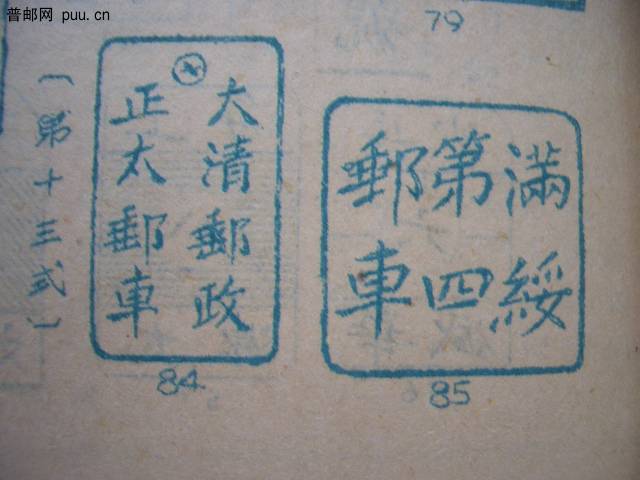 普邮网 puu.cn
79
（第十三式）
大清郵政
正太郵車
84
滿綏
第四
郵車
85